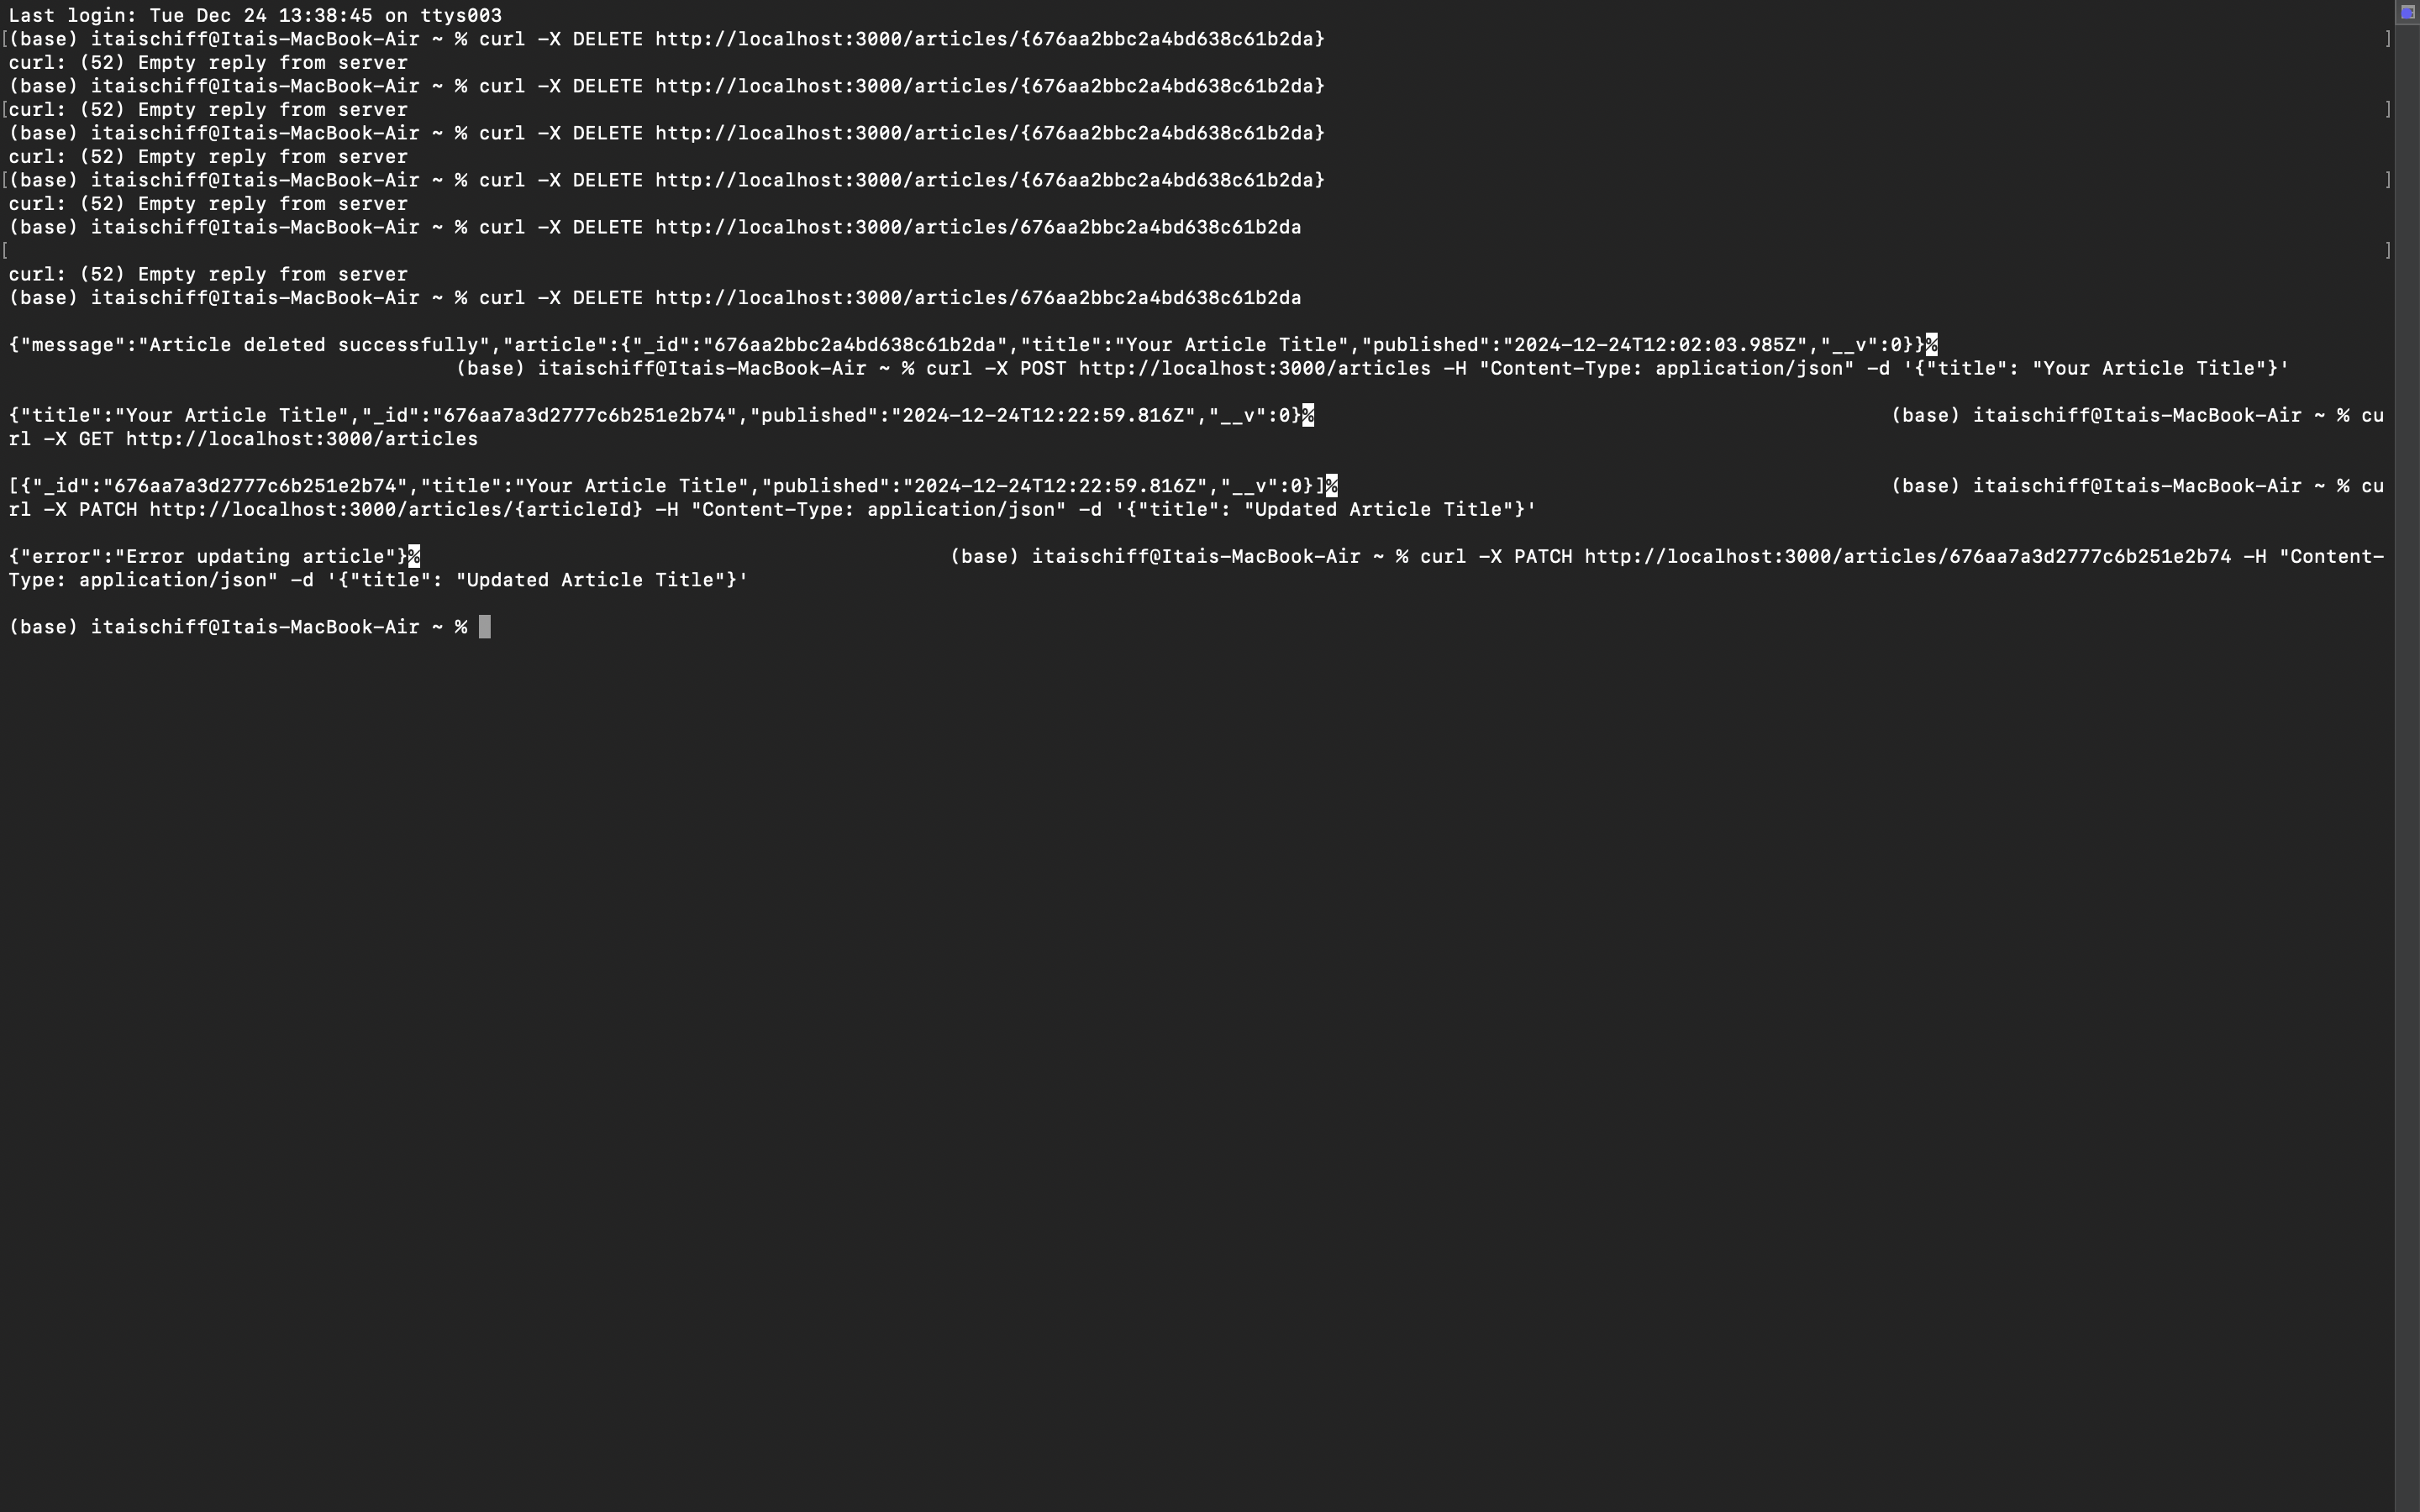 Last login: Tue Dec 24 13:38:45 on ttys003
[(base) itaischiff@Itais-MacBook-Air ~ % curl -X DELETE http://localhost:3000/articles/{676aa2bbc2a4bd638c61b2da} ]
curl: (52) Empty reply from server
(base) itaischiff@Itais-MacBook-Air ~ % curl -X DELETE http://localhost:3000/articles/{676aa2bbc2a4bd638c61b2da}
[curl: (52) Empty reply from server ]
(base) itaischiff@Itais-MacBook-Air ~ % curl -X DELETE http://localhost:3000/articles/{676aa2bbc2a4bd638c61b2da}
curl: (52) Empty reply from server
[(base) itaischiff@Itais-MacBook-Air ~ % curl -X DELETE http://localhost:3000/articles/{676aa2bbc2a4bd638c61b2da} ]
curl: (52) Empty reply from server
(base) itaischiff@Itais-MacBook-Air ~ % curl -X DELETE http://localhost:3000/articles/676aa2bbc2a4bd638c61b2da
[ ]
curl: (52) Empty reply from server
(base) itaischiff@Itais-MacBook-Air ~ % curl -X DELETE http://localhost:3000/articles/676aa2bbc2a4bd638c61b2da
{"message":"Article deleted successfully","article":{"_id":"676aa2bbc2a4bd638c61b2da","title":"Your Article Title","published":"2024-12-24T12:02:03.985Z","__v":0}}%
(base) itaischiff@Itais-MacBook-Air ~ % curl -X POST http://localhost:3000/articles -H "Content-Type: application/json" -d '{"title": "Your Article Title"}'
{"title":"Your Article Title","_id":"676aa7a3d2777c6b251e2b74","published":"2024-12-24T12:22:59.816Z","__v":0}% (base) itaischiff@Itais-MacBook-Air ~ % cu
rl -X GET http://localhost:3000/articles
[{"_id":"676aa7a3d2777c6b251e2b74","title":"Your Article Title","published":"2024-12-24T12:22:59.816Z","__v":0}]% (base) itaischiff@Itais-MacBook-Air ~ % cu
rl -X PATCH http://localhost:3000/articles/{articleId} -H "Content-Type: application/json" -d '{"title": "Updated Article Title"}'
{"error":"Error updating article"}% (base) itaischiff@Itais-MacBook-Air ~ % curl -X PATCH http://localhost:3000/articles/676aa7a3d2777c6b251e2b74 -H "Content-
Type: application/json" -d '{"title": "Updated Article Title"}'
(base) itaischiff@Itais-MacBook-Air ~ %